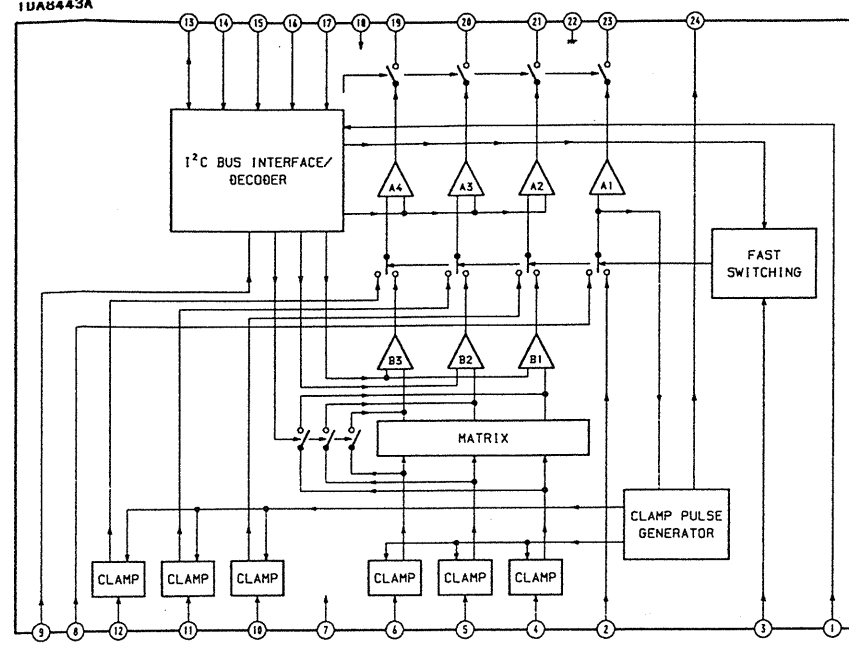 TDA8443A
13 14 15 16 17 18 19 20 21 22 23 24
I²C BUS INTERFACE/
DECODER
A4 A3 A2 A1
FAST
SWITCHING
B3 B2 B1
MATRIX
CLAMP PULSE
GENERATOR
CLAMP CLAMP CLAMP CLAMP CLAMP CLAMP
9 8 12 11 10 7 6 5 4 2 3 1